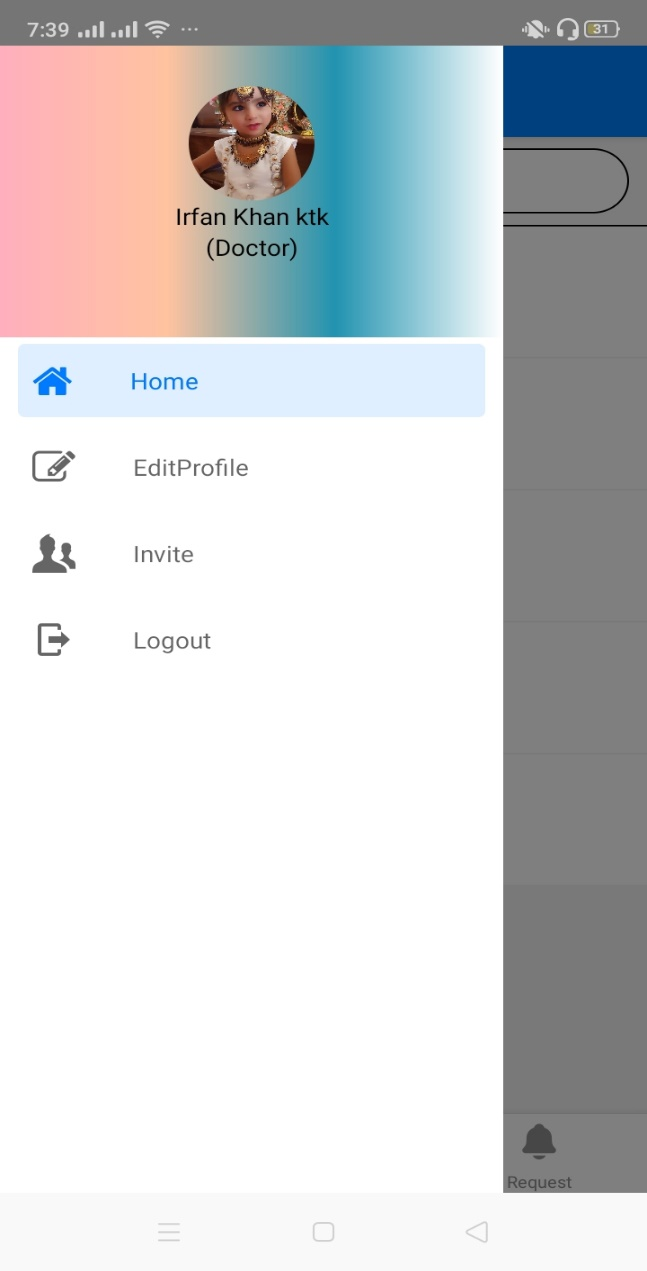 7:39
31
Irfan Khan ktk
(Doctor)
Home
EditProfile
Invite
Logout
Request